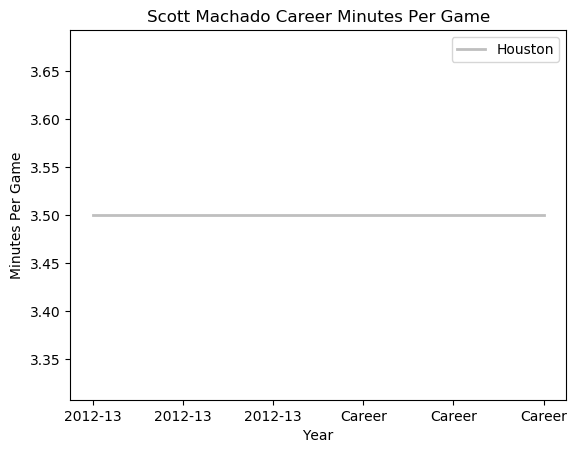 Scott Machado Career Minutes Per Game
Houston
Minutes Per Game
3.65
3.60
3.55
3.50
3.45
3.40
3.35
2012-13 2012-13 2012-13 Career Career Career
Year